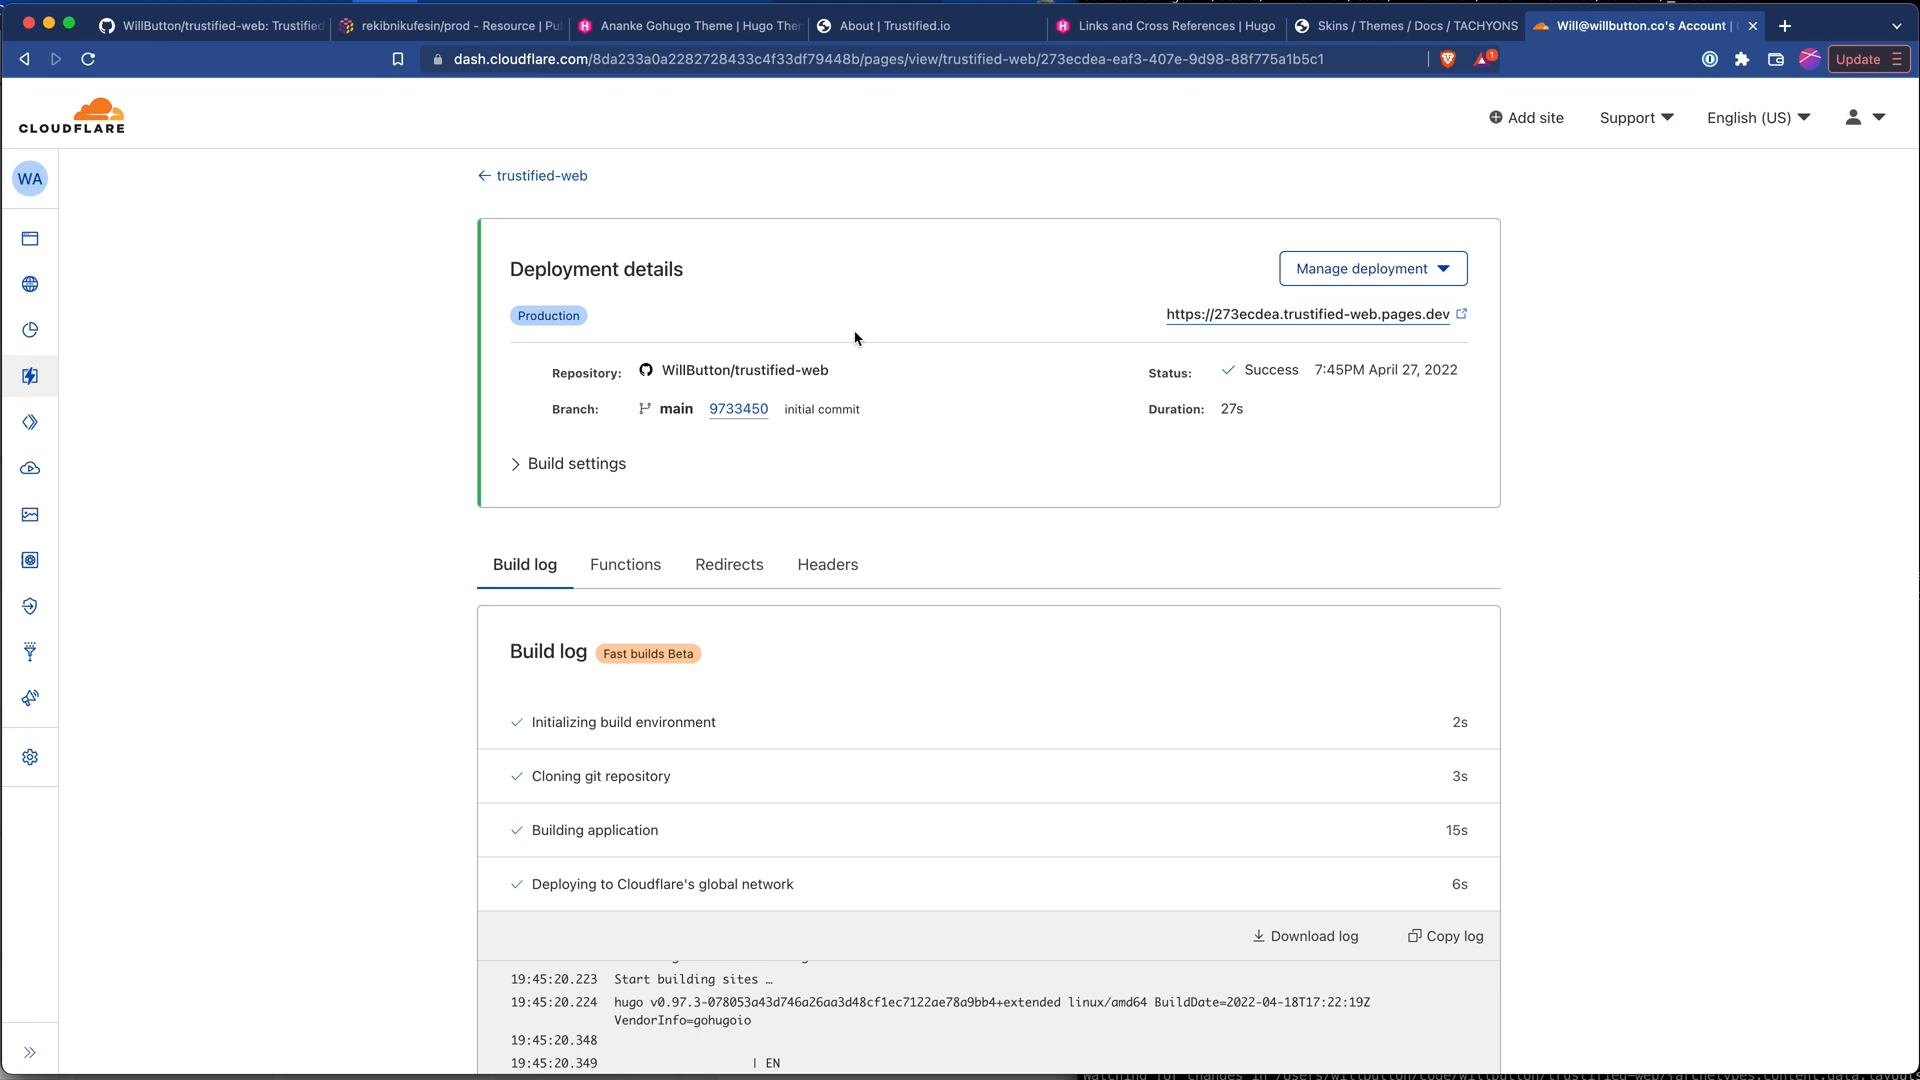 WillButton/trustified-web: Trustified
rekibnikufesin/prod - Resource | Pul
Ananke Gohugo Theme | Hugo The
About | Trustified.io
Links and Cross References | Hugo
Skins / Themes / Docs / TACHYONS
Will@willbutton.co's Account |
dash.cloudflare.com/8da233a0a2282728433c4f33df79448b/pages/view/trustified-web/273ecdea-eaf3-407e-9d98-88f775a1b5c1
1
Update
CLOUDFLARE
Add site
Support
English (US)
WA
← trustified-web
Deployment details
Manage deployment
Production
https://273ecdea.trustified-web.pages.dev
Repository: WillButton/trustified-web
Status: Success 7:45PM April 27, 2022
Branch: main 9733450 initial commit
Duration: 27s
Build settings
Build log
Functions
Redirects
Headers
Build log Fast builds Beta
Initializing build environment 2s
Cloning git repository 3s
Building application 15s
Deploying to Cloudflare's global network 6s
Download log
Copy log
19:45:20.223 Start building sites …
19:45:20.224 hugo v0.97.3-078053a43d746a26aa3d48cf1ec7122ae78a9bb4+extended linux/amd64 BuildDate=2022-04-18T17:22:19Z
VendorInfo=gohugoio
19:45:20.348
19:45:20.349 | EN